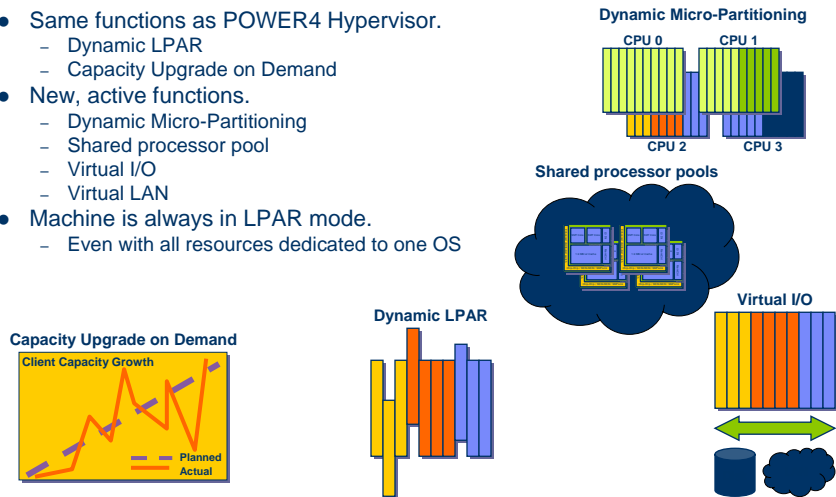 ● Same functions as POWER4 Hypervisor.
– Dynamic LPAR
– Capacity Upgrade on Demand
● New, active functions.
– Dynamic Micro-Partitioning
– Shared processor pool
– Virtual I/O
– Virtual LAN
● Machine is always in LPAR mode.
– Even with all resources dedicated to one OS
Dynamic Micro-Partitioning
CPU 0 CPU 1
CPU 2 CPU 3
Shared processor pools
Virtual I/O
Dynamic LPAR
Capacity Upgrade on Demand
Client Capacity Growth
Planned
Actual